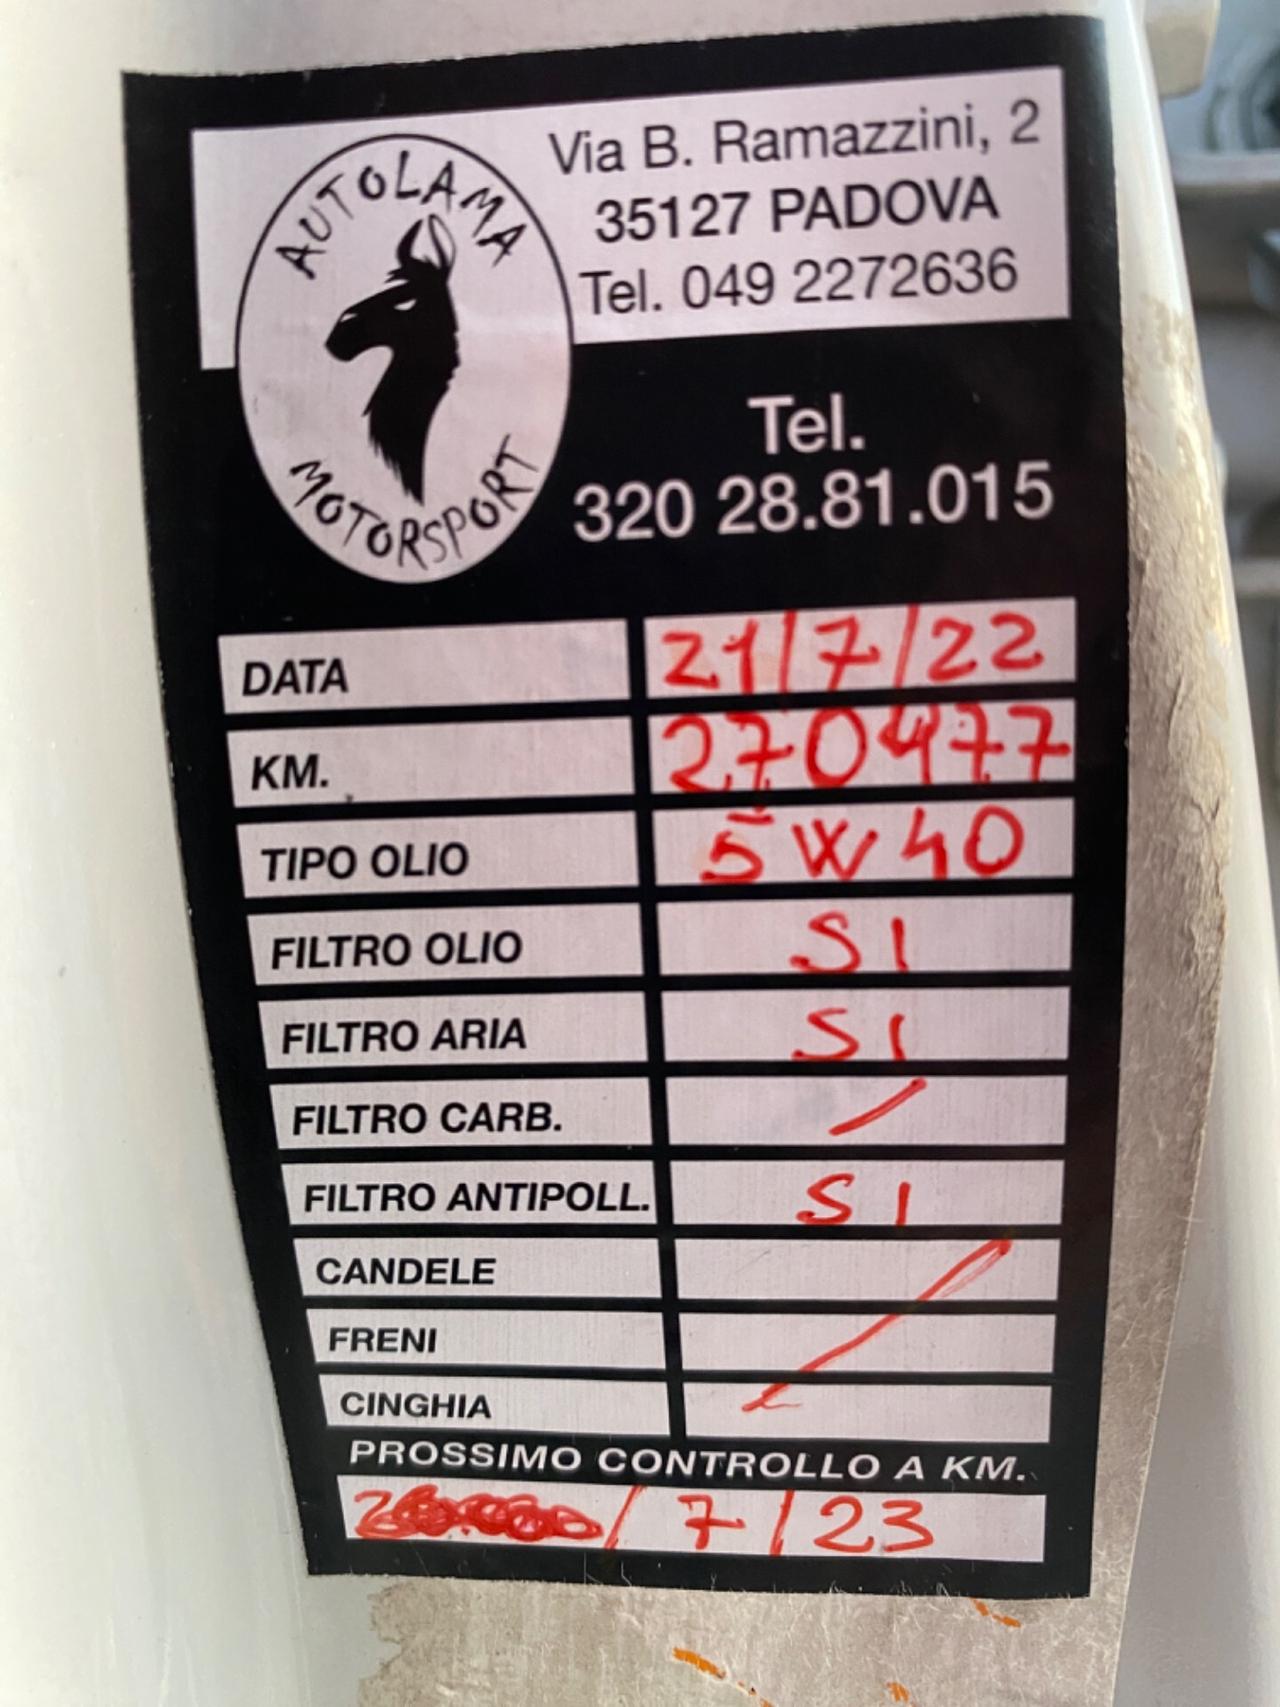 AUTOLAMA
MOTORSPORT
Via B. Ramazzini, 2
35127 PADOVA
Tel. 049 2272636
Tel.
320 28.81.015
DATA 21/7/22
KM. 270477
TIPO OLIO 5W40
FILTRO OLIO SI
FILTRO ARIA SI
FILTRO CARB. /
FILTRO ANTIPOLL. SI
CANDELE
FRENI
CINGHIA
PROSSIMO CONTROLLO A KM.
/7/23